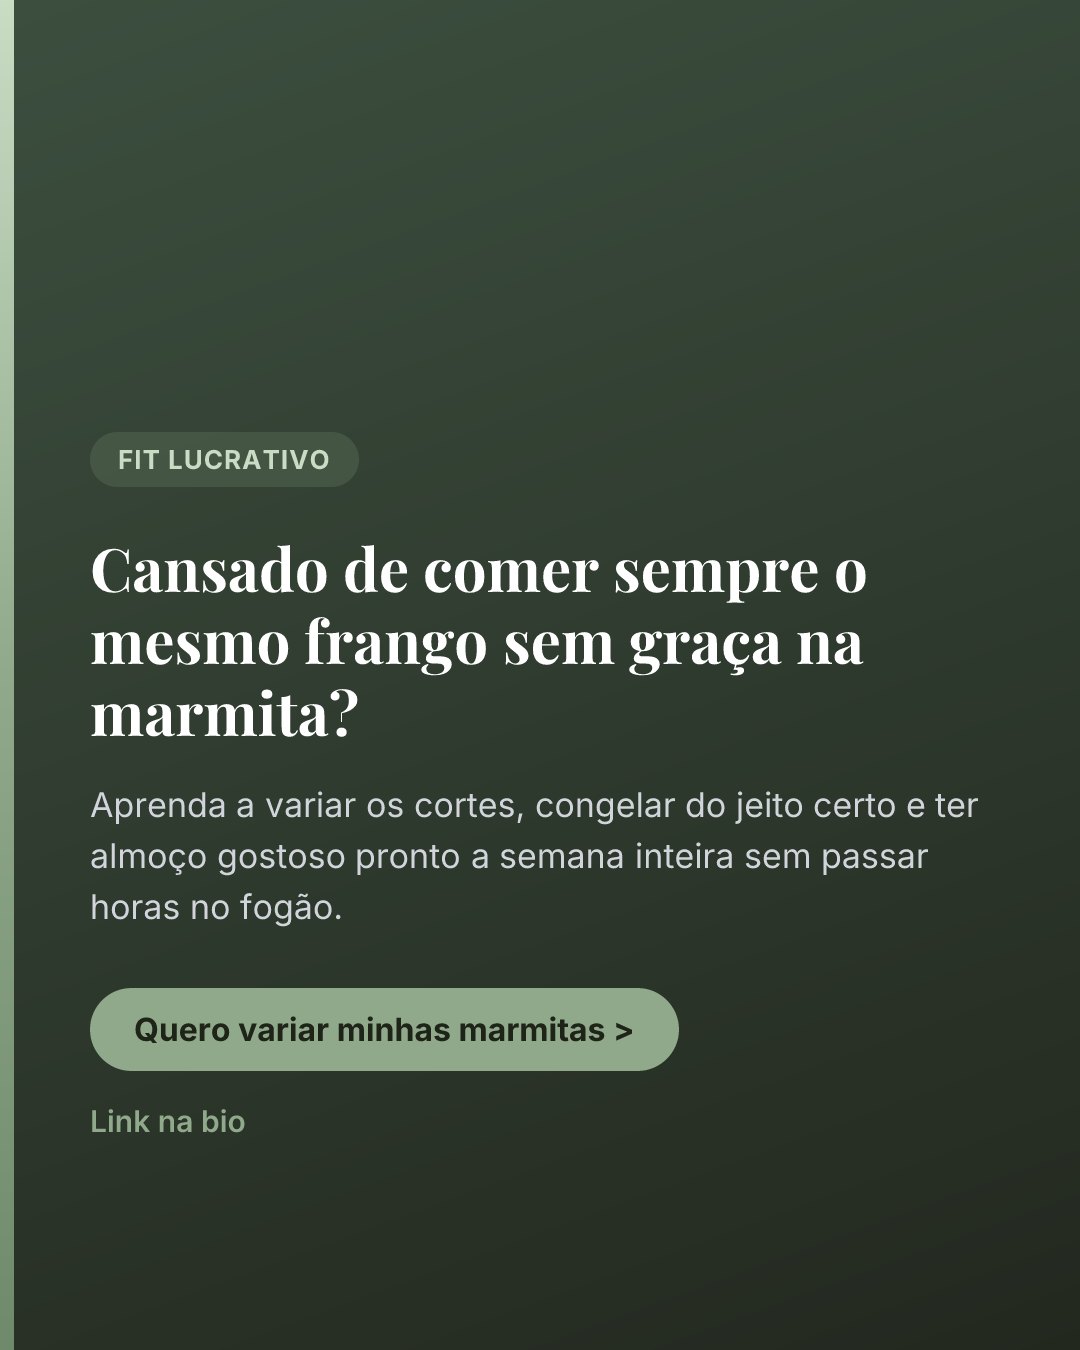 FIT LUCRATIVO
Cansado de comer sempre o
mesmo frango sem graça na
marmita?
Aprenda a variar os cortes, congelar do jeito certo e ter
almoço gostoso pronto a semana inteira sem passar
horas no fogão.
Quero variar minhas marmitas >
Link na bio